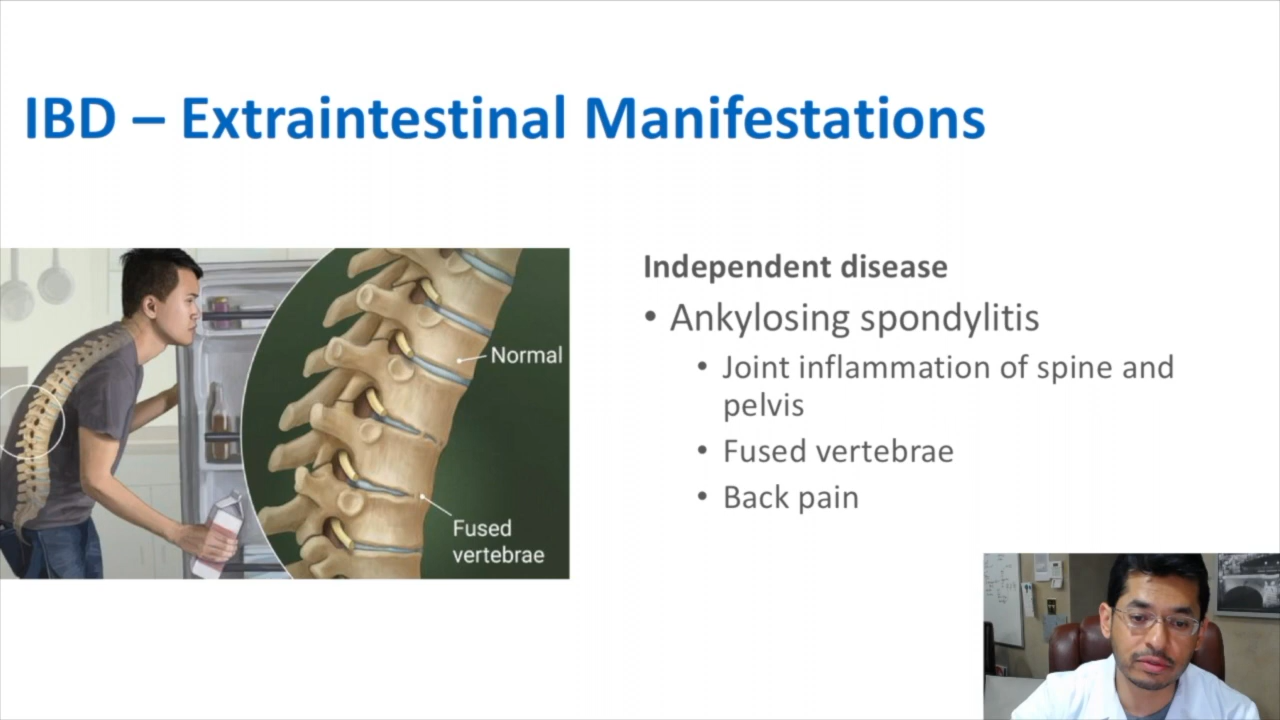 IBD – Extraintestinal Manifestations
Normal
Fused
vertebrae
Independent disease
• Ankylosing spondylitis
• Joint inflammation of spine and
pelvis
• Fused vertebrae
• Back pain